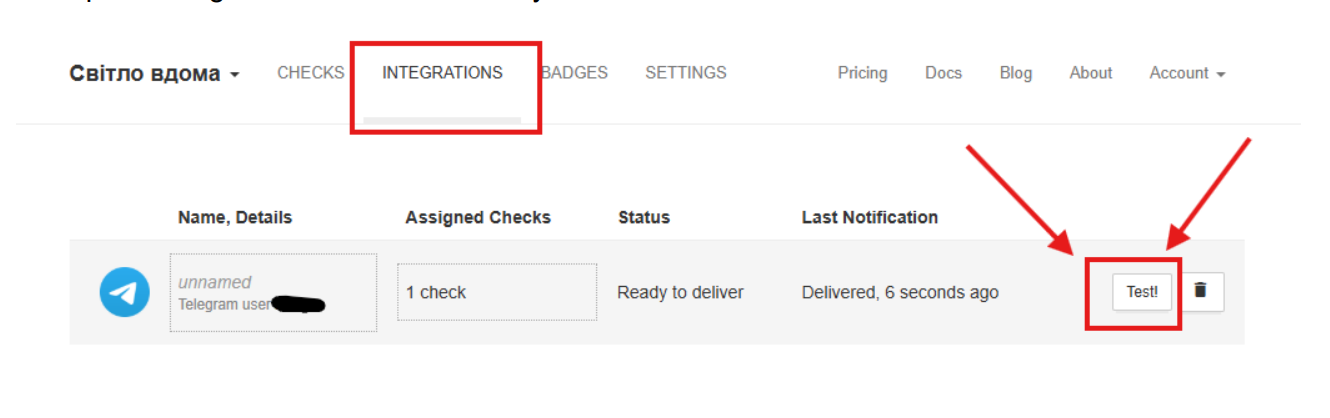 Світло вдома CHECKS INTEGRATIONS BADGES SETTINGS Pricing Docs Blog About Account
Name, Details Assigned Checks Status Last Notification
unnamed
Telegram user
1 check Ready to deliver Delivered, 6 seconds ago Test!